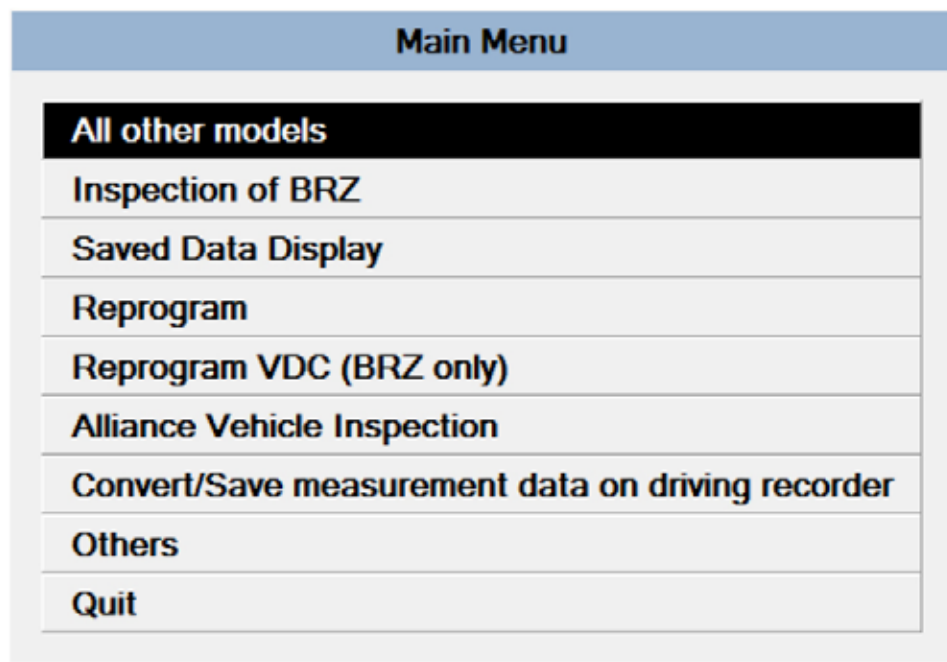 Main Menu
All other models
Inspection of BRZ
Saved Data Display
Reprogram
Reprogram VDC (BRZ only)
Alliance Vehicle Inspection
Convert/Save measurement data on driving recorder
Others
Quit